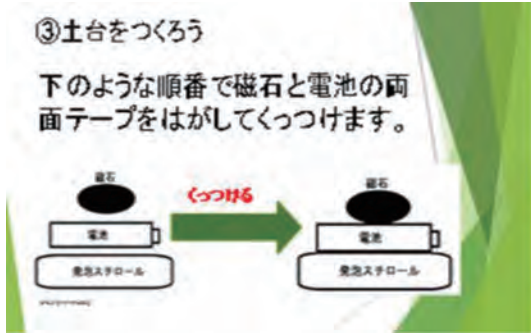 ③土台をつくろう
下のような順番で磁石と電池の両
面テープをはがしてくっつけます。
磁石
電池
発泡スチロール
くっつける
磁石
電池
発泡スチロール